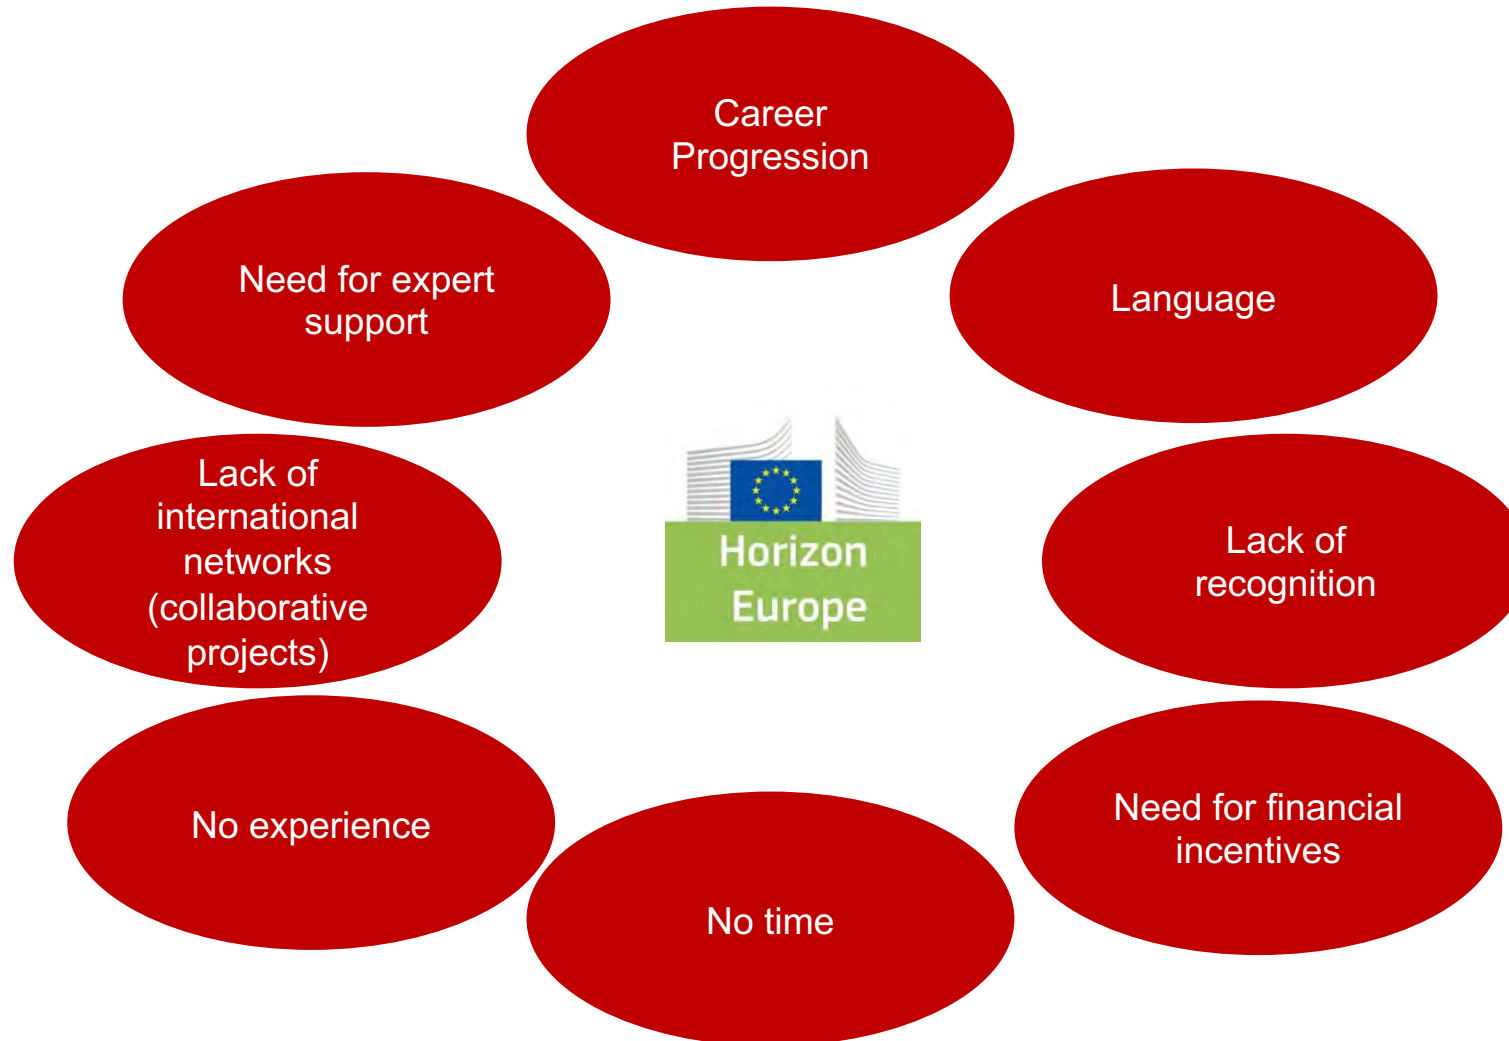 Career
Progression
Need for expert
support
Language
Lack of
international
networks
(collaborative
projects)
Horizon
Europe
Lack of
recognition
No experience
Need for financial
incentives
No time